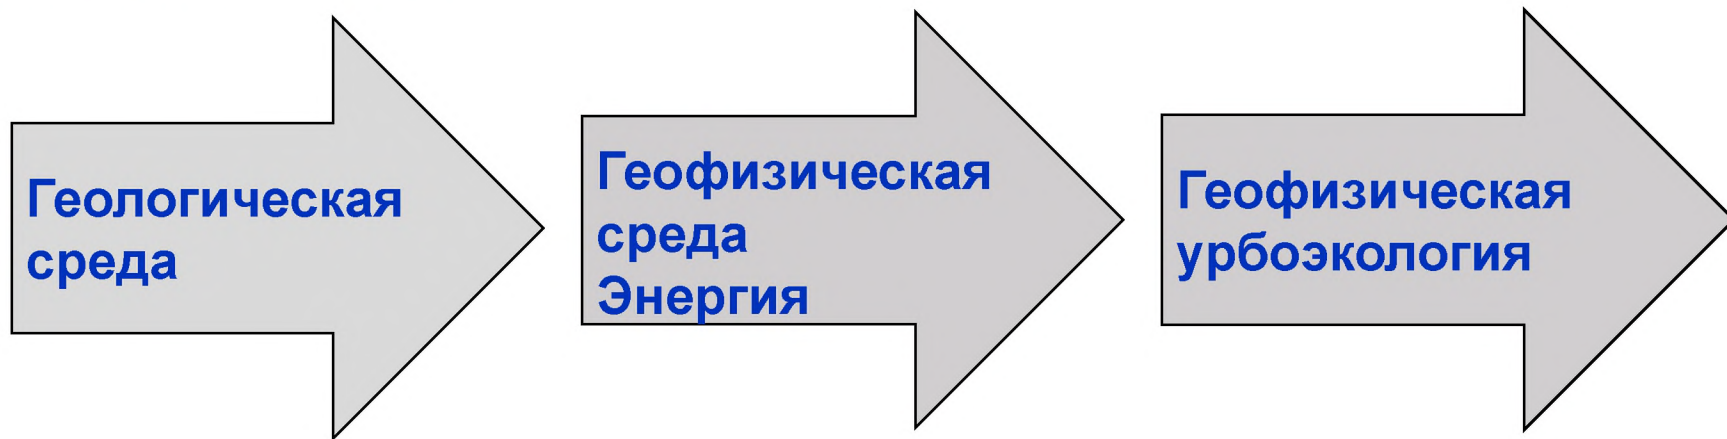 Геологическая
среда
Геофизическая
среда
Энергия
Геофизическая
урбоэкология